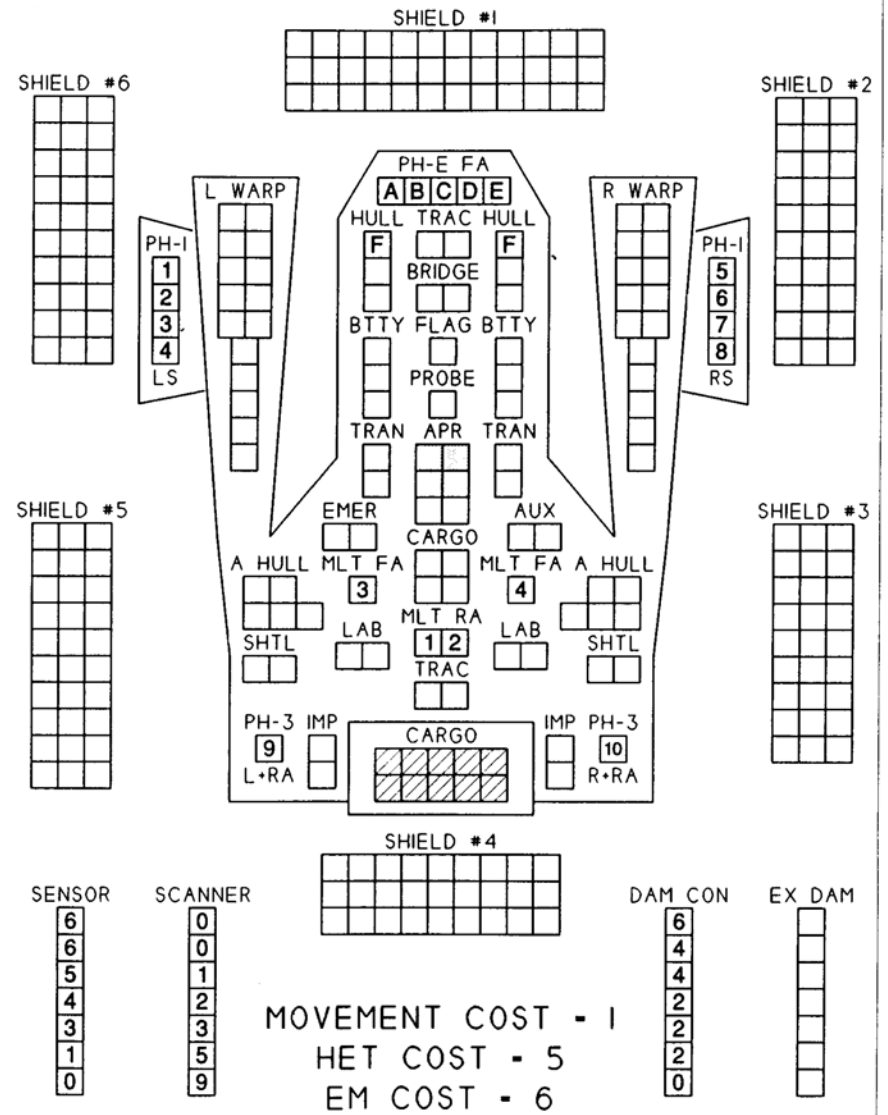 SHIELD #1
SHIELD #6
SHIELD #2
PH-E FA
L WARP
A B C D E
R WARP
HULL TRAC HULL
PH-1
F
F
PH-1
1
5
BRIDGE
2
6
3
7
BTTY FLAG BTTY
4
8
LS
PROBE
RS
TRAN APR TRAN
SHIELD #5
EMER
AUX
SHIELD #3
CARGO
A HULL MLT FA
MLT FA A HULL
3
4
MLT RA
LAB
1 2
LAB
SHTL
SHTL
TRAC
PH-3 IMP
CARGO
IMP PH-3
9
10
L+RA
R+RA
SHIELD #4
SENSOR
SCANNER
DAM CON
EX DAM
6 0 6
6 0 4
5 1 4
4 2 2
3 3 2
1 5 2
0 9 0
MOVEMENT COST - 1
HET COST - 5
EM COST - 6